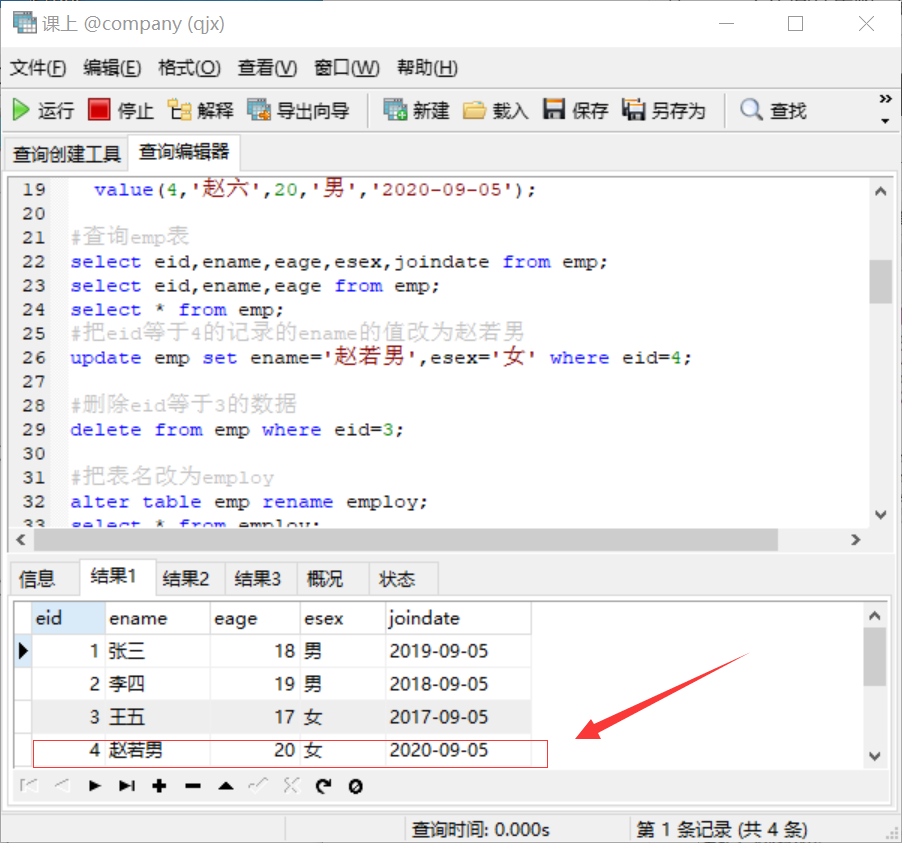 课上 @company (qjx)
文件(F) 编辑(E) 格式(O) 查看(V) 窗口(W) 帮助(H)
运行 停止 解释 导出向导 新建 载入 保存 另存为 查找 »
查询创建工具 查询编辑器
19 value(4,'赵六',20,'男','2020-09-05');
20
21 #查询emp表
22 select eid,ename,eage,esex,joindate from emp;
23 select eid,ename,eage from emp;
24 select * from emp;
25 #把eid等于4的记录的ename的值改为赵若男
26 update emp set ename='赵若男',esex='女' where eid=4;
27
28 #删除eid等于3的数据
29 delete from emp where eid=3;
30
31 #把表名改为employ
32 alter table emp rename employ;
33 select * from employ;
信息 结果1 结果2 结果3 概况 状态
eid ename eage esex joindate
1 张三 18 男 2019-09-05
2 李四 19 男 2018-09-05
3 王五 17 女 2017-09-05
4 赵若男 20 女 2020-09-05
查询时间: 0.000s 第 1 条记录 (共 4 条)